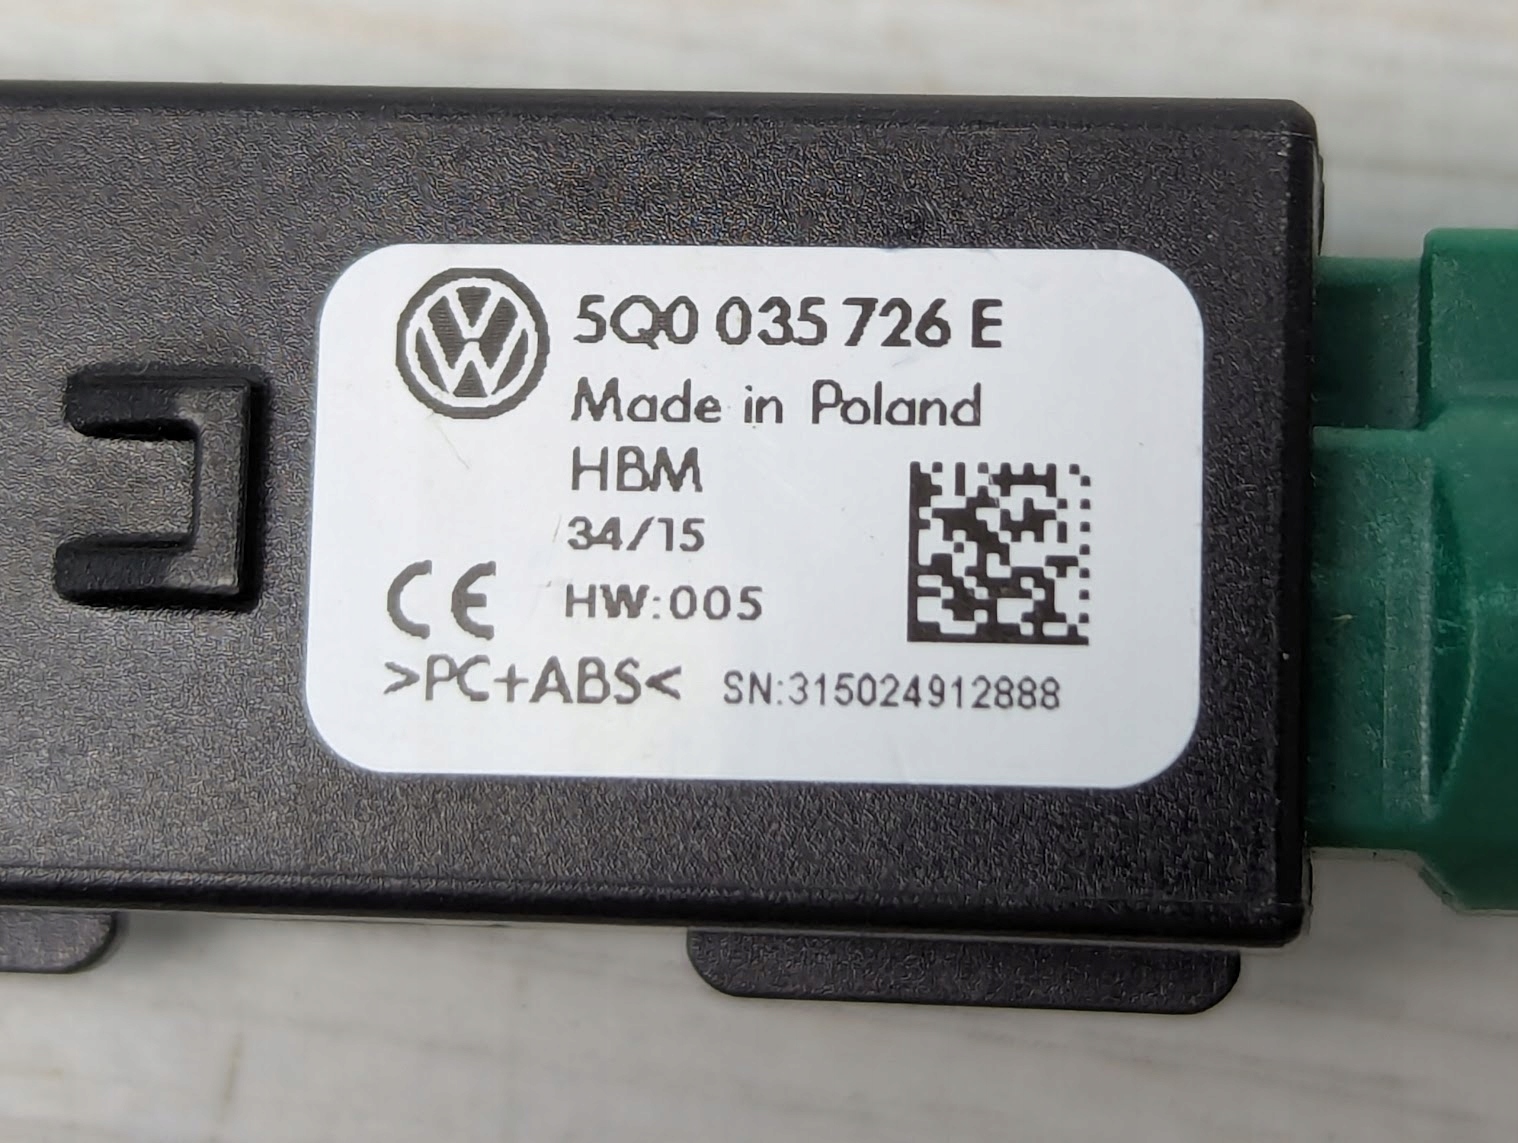 5Q0 035 726 E
Made in Poland
HBM
34/15
CE HW:005
>PC+ABS< SN:315024912888